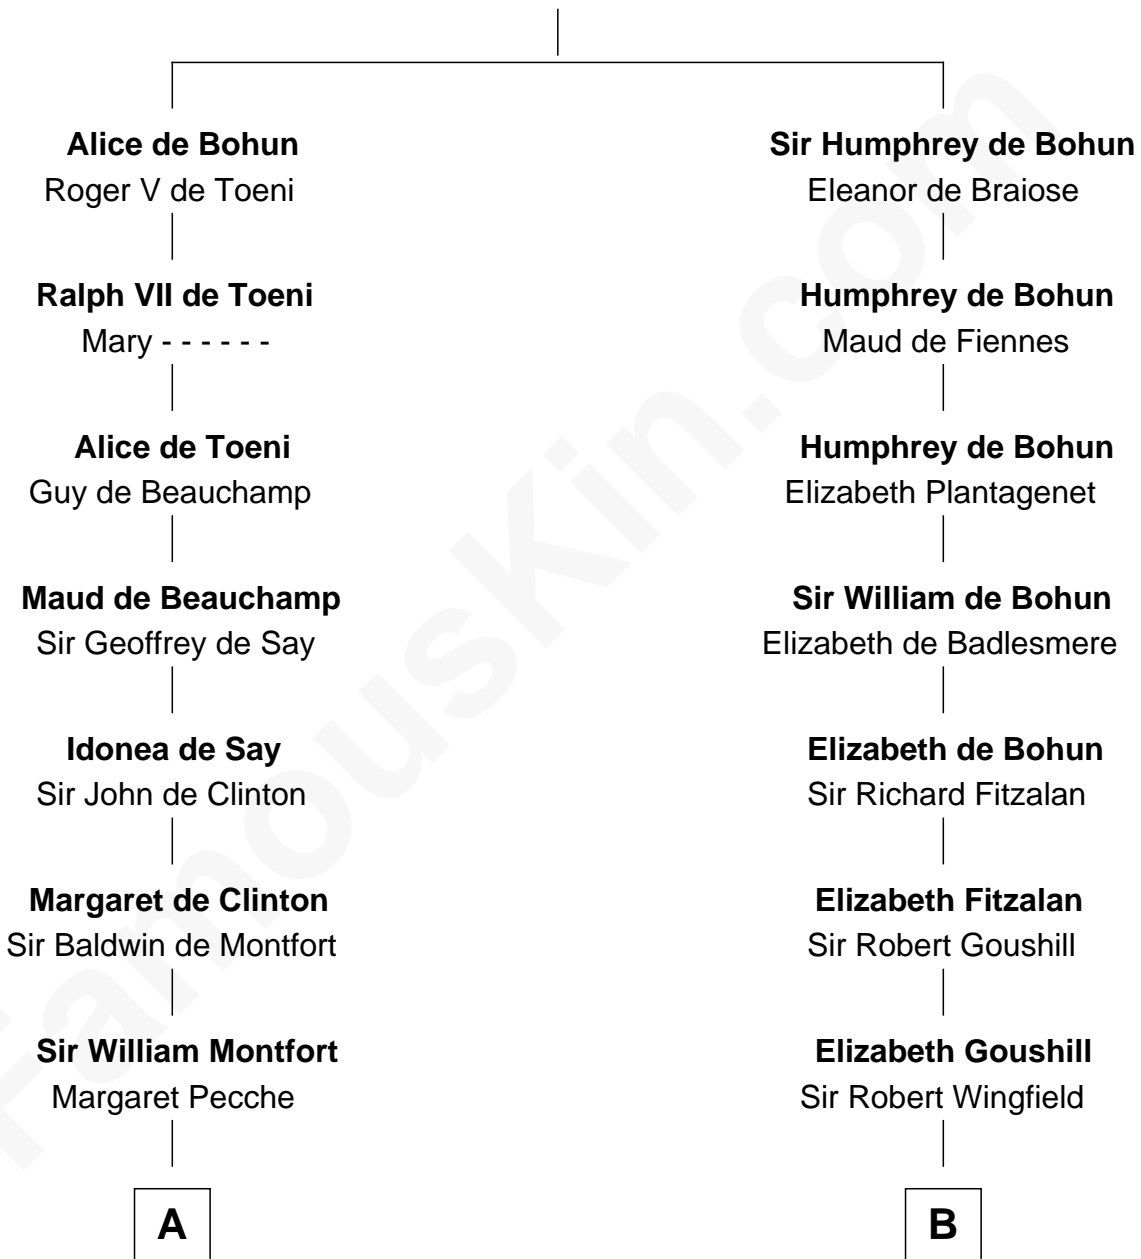 Alice de Bohun
Roger V de Toeni
Ralph VII de Toeni
Mary - - - - - -
Alice de Toeni
Guy de Beauchamp
Maud de Beauchamp
Sir Geoffrey de Say
Idonea de Say
Sir John de Clinton
Margaret de Clinton
Sir Baldwin de Montfort
Sir William Montfort
Margaret Pecche
A
Sir Humphrey de Bohun
Eleanor de Braiose
Humphrey de Bohun
Maud de Fiennes
Humphrey de Bohun
Elizabeth Plantagenet
Sir William de Bohun
Elizabeth de Badlesmere
Elizabeth de Bohun
Sir Richard Fitzalan
Elizabeth Fitzalan
Sir Robert Goushill
Elizabeth Goushill
Sir Robert Wingfield
B
FamousKin.com